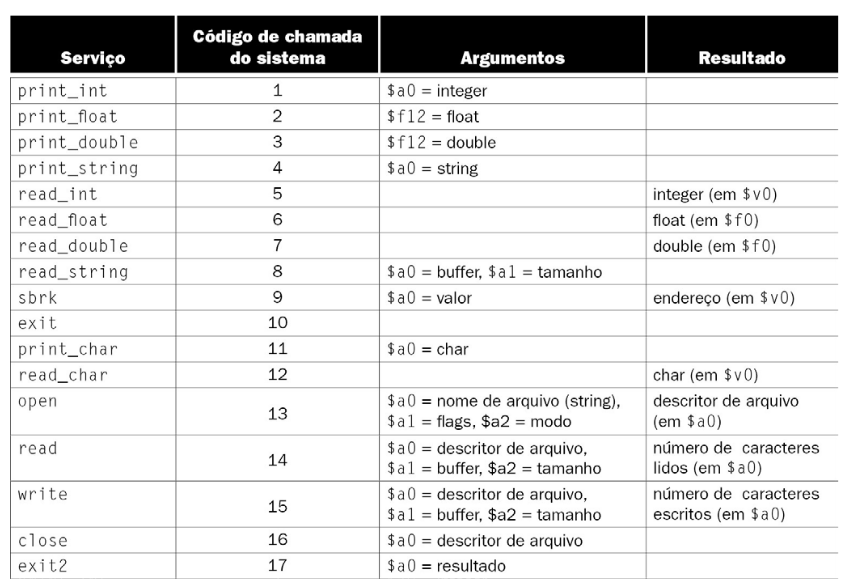 Serviço Código de chamada do sistema Argumentos Resultado
print_int 1 $a0 = integer
print_float 2 $f12 = float
print_double 3 $f12 = double
print_string 4 $a0 = string
read_int 5 integer (em $v0)
read_float 6 float (em $f0)
read_double 7 double (em $f0)
read_string 8 $a0 = buffer, $a1 = tamanho
sbrk 9 $a0 = valor endereço (em $v0)
exit 10
print_char 11 $a0 = char
read_char 12 char (em $v0)
open 13 $a0 = nome de arquivo (string), $a1 = flags, $a2 = modo descritor de arquivo (em $a0)
read 14 $a0 = descritor de arquivo, $a1 = buffer, $a2 = tamanho número de caracteres lidos (em $a0)
write 15 $a0 = descritor de arquivo, $a1 = buffer, $a2 = tamanho número de caracteres escritos (em $a0)
close 16 $a0 = descritor de arquivo
exit2 17 $a0 = resultado